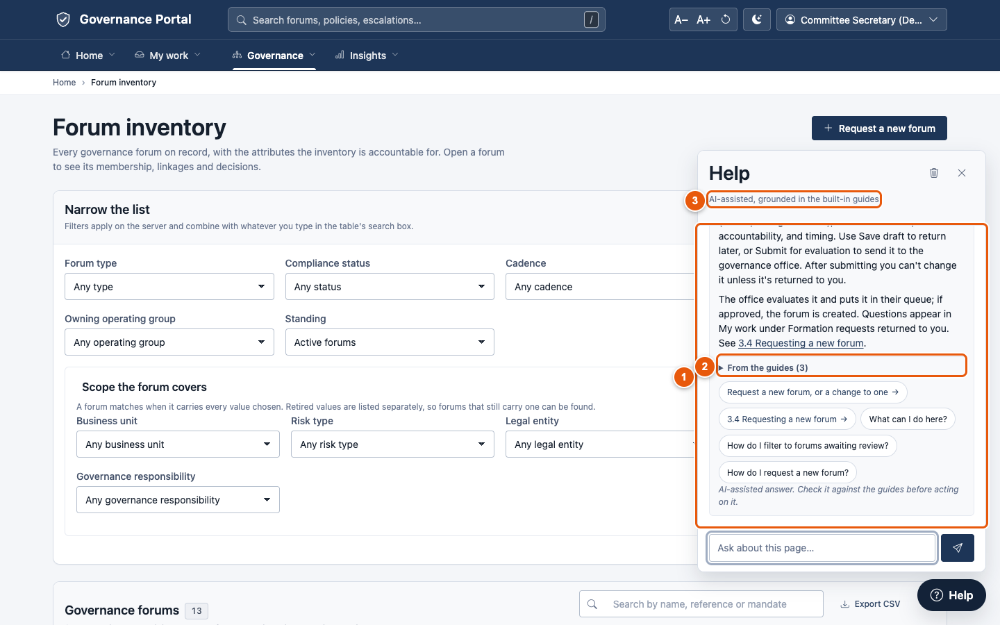 Governance Portal
Search forums, policies, escalations...
/
A− A+
Committee Secretary (De...
Home
My work
Governance
Insights
Home › Forum inventory
Forum inventory
Request a new forum
Every governance forum on record, with the attributes the inventory is accountable for. Open a forum
to see its membership, linkages and decisions.
Narrow the list
Filters apply on the server and combine with whatever you type in the table's search box.
Forum type
Compliance status
Cadence
Any type
Any status
Any cadence
Owning operating group
Standing
Any operating group
Active forums
Scope the forum covers
A forum matches when it carries every value chosen. Retired values are listed separately, so forums that still carry one can be found.
Business unit
Risk type
Legal entity
Any business unit
Any risk type
Any legal entity
Governance responsibility
Any governance responsibility
Governance forums 13
Search by name, reference or mandate
Export CSV
Help
3
AI-assisted, grounded in the built-in guides
accountability, and timing. Use Save draft to return
later, or Submit for evaluation to send it to the
governance office. After submitting you can't change
it unless it's returned to you.
The office evaluates it and puts it in their queue; if
approved, the forum is created. Questions appear in
My work under Formation requests returned to you.
See 3.4 Requesting a new forum.
1
2
From the guides (3)
Request a new forum, or a change to one →
3.4 Requesting a new forum →
What can I do here?
How do I filter to forums awaiting review?
How do I request a new forum?
AI-assisted answer. Check it against the guides before acting
on it.
Ask about this page...
Help